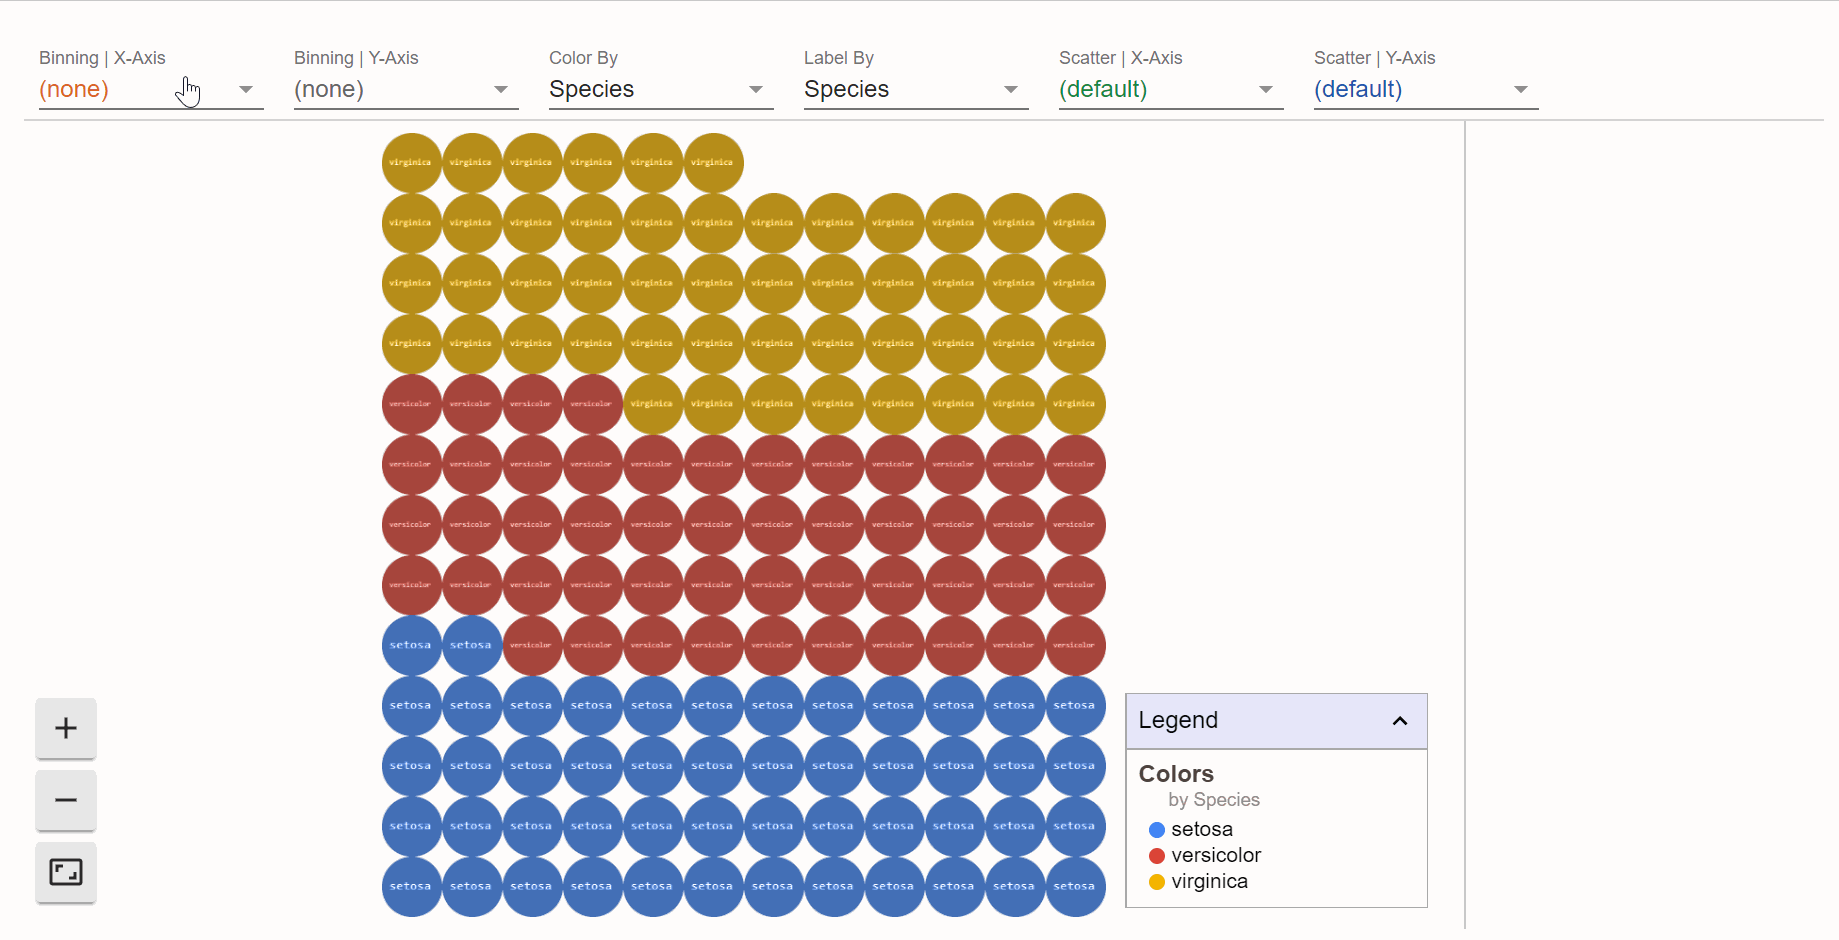 Binning | X-Axis Binning | Y-Axis Color By Label By Scatter | X-Axis Scatter | Y-Axis
(none) (none) Species Species (default) (default)
virginica virginica virginica virginica virginica virginica
virginica virginica virginica virginica virginica virginica virginica virginica virginica virginica virginica virginica
virginica virginica virginica virginica virginica virginica virginica virginica virginica virginica virginica virginica
virginica virginica virginica virginica virginica virginica virginica virginica virginica virginica virginica virginica
versicolor versicolor versicolor versicolor virginica virginica virginica virginica virginica virginica virginica virginica
versicolor versicolor versicolor versicolor versicolor versicolor versicolor versicolor versicolor versicolor versicolor versicolor
versicolor versicolor versicolor versicolor versicolor versicolor versicolor versicolor versicolor versicolor versicolor versicolor
versicolor versicolor versicolor versicolor versicolor versicolor versicolor versicolor versicolor versicolor versicolor versicolor
setosa setosa versicolor versicolor versicolor versicolor versicolor versicolor versicolor versicolor versicolor versicolor
setosa setosa setosa setosa setosa setosa setosa setosa setosa setosa setosa setosa
setosa setosa setosa setosa setosa setosa setosa setosa setosa setosa setosa setosa
setosa setosa setosa setosa setosa setosa setosa setosa setosa setosa setosa setosa
setosa setosa setosa setosa setosa setosa setosa setosa setosa setosa setosa setosa
Legend
Colors
by Species
setosa
versicolor
virginica